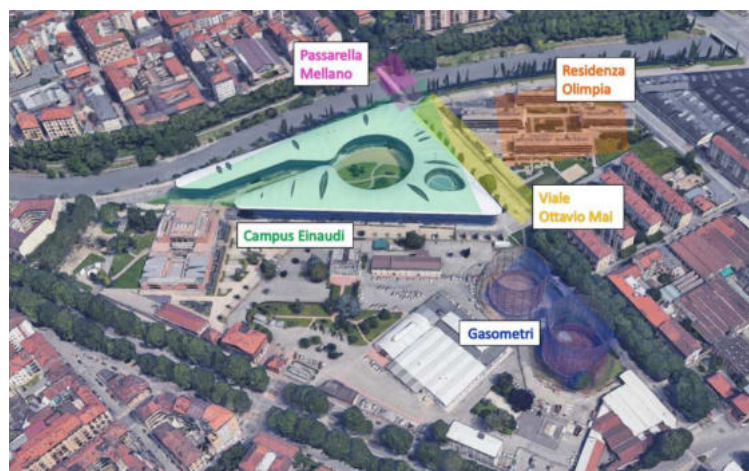 Passarella
Mellano
Residenza
Olimpia
Viale
Ottavio Mai
Campus Einaudi
Gasometri